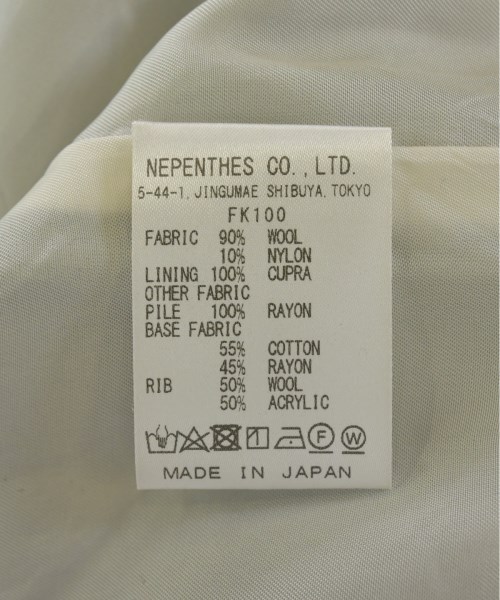 NEPENTHES CO.,LTD.
5-44-1, JINGUMAE SHIBUYA, TOKYO
FK100
FABRIC 90% WOOL
10% NYLON
LINING 100% CUPRA
OTHER FABRIC
PILE 100% RAYON
BASE FABRIC
55% COTTON
45% RAYON
RIB 50% WOOL
50% ACRYLIC
F W
MADE IN JAPAN